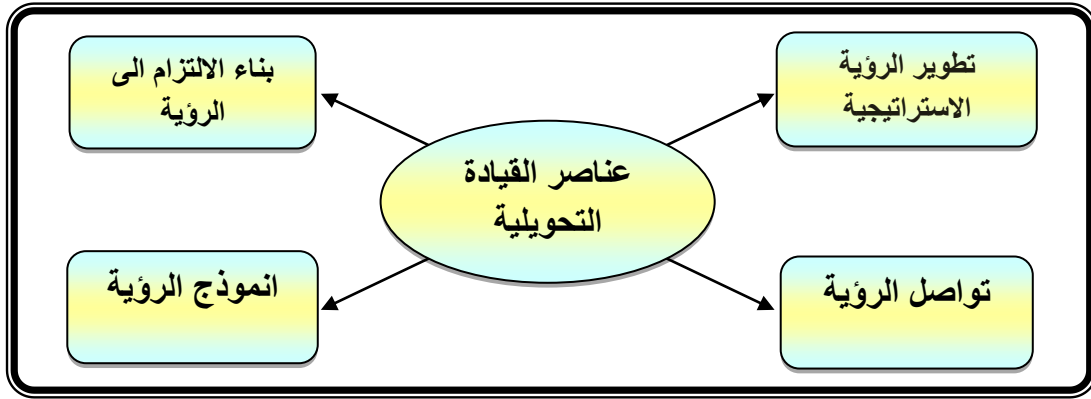 تطوير الرؤية
الاستراتيجية
بناء الالتزام الى
الرؤية
عناصر القيادة
التحويلية
تواصل الرؤية
انموذج الرؤية